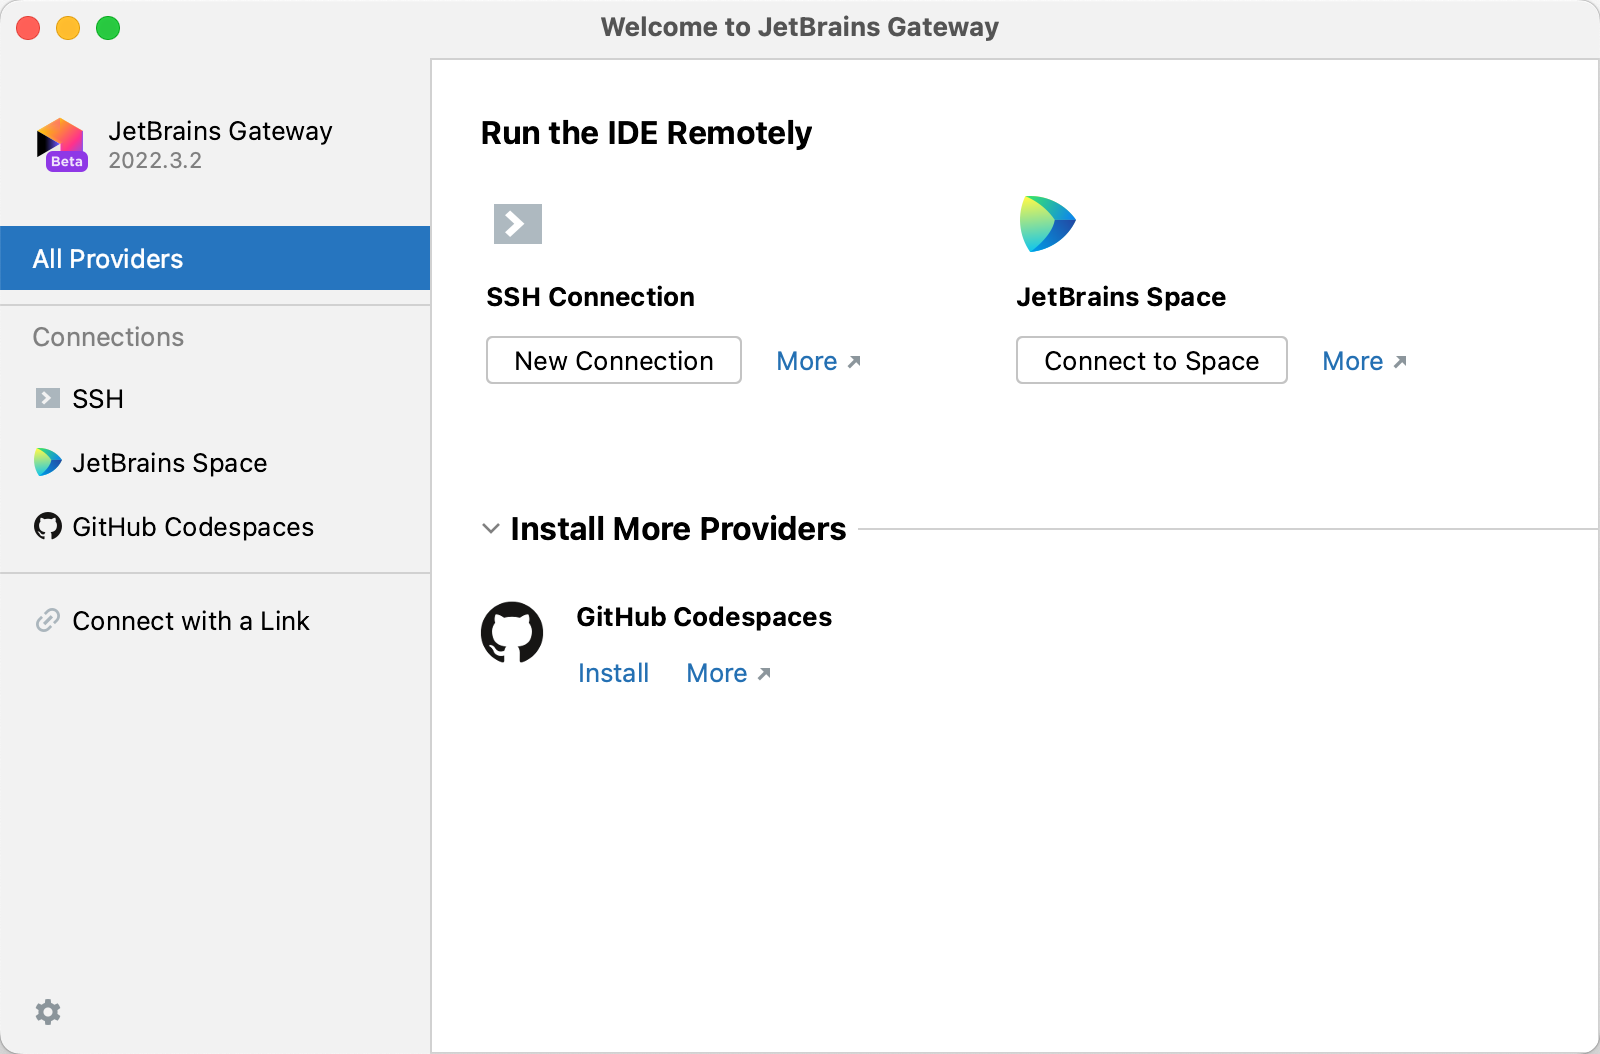 Welcome to JetBrains Gateway
JetBrains Gateway
2022.3.2
Beta
All Providers
Connections
SSH
JetBrains Space
GitHub Codespaces
Connect with a Link
Run the IDE Remotely
SSH Connection
New Connection More
JetBrains Space
Connect to Space More
Install More Providers
GitHub Codespaces
Install More